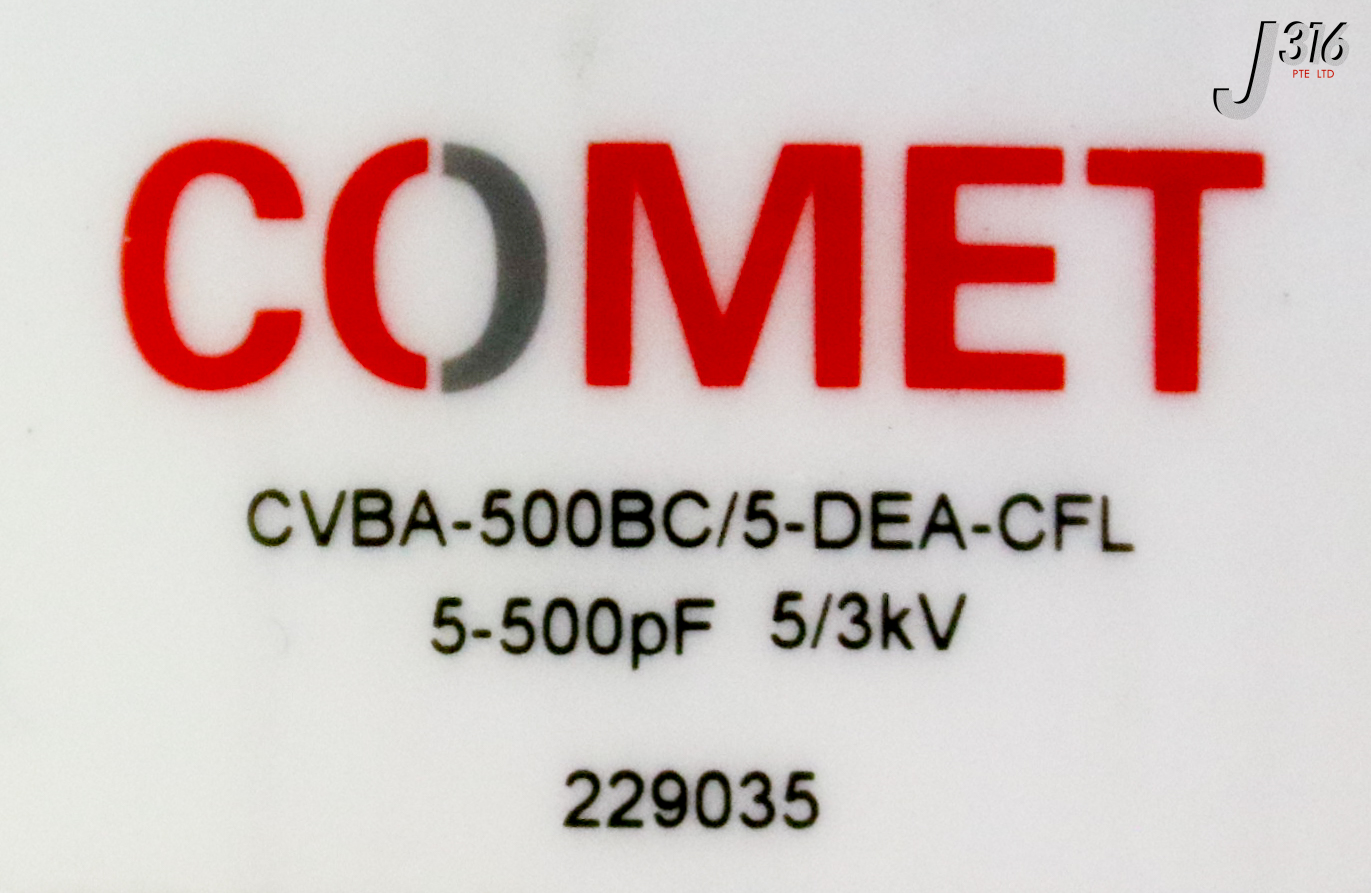 J316
PTE LTD
COMET
CVBA-500BC/5-DEA-CFL
5-500pF 5/3kV
229035